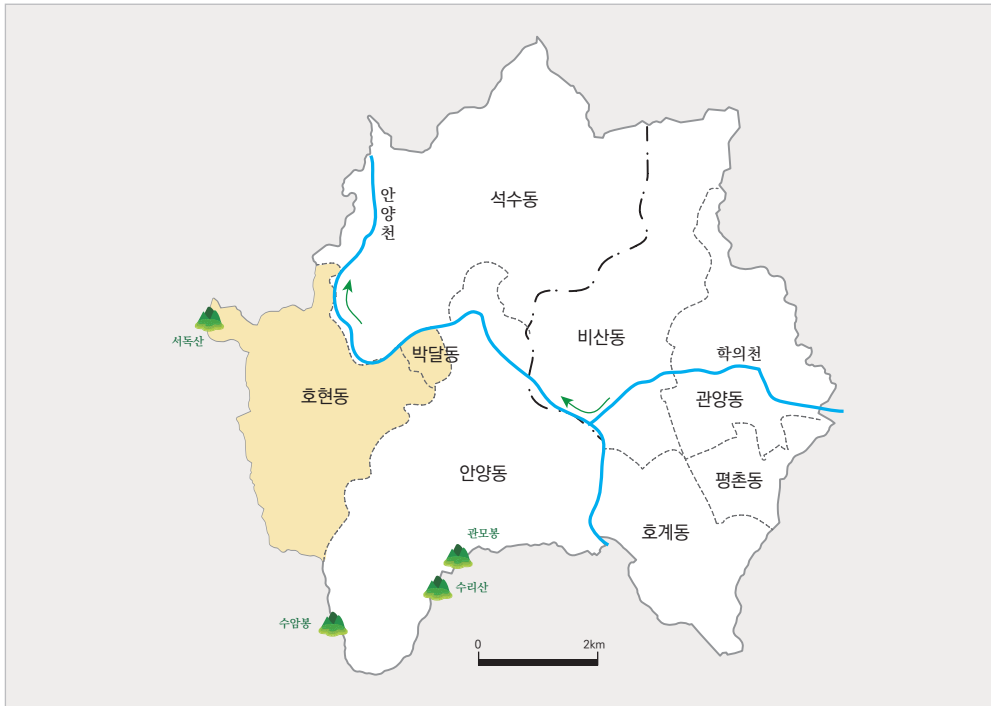 석수동
안양천
서독산
호현동
박달동
비산동
학의천
관양동
평촌동
안양동
호계동
관모봉
수리산
수암봉
0 2km